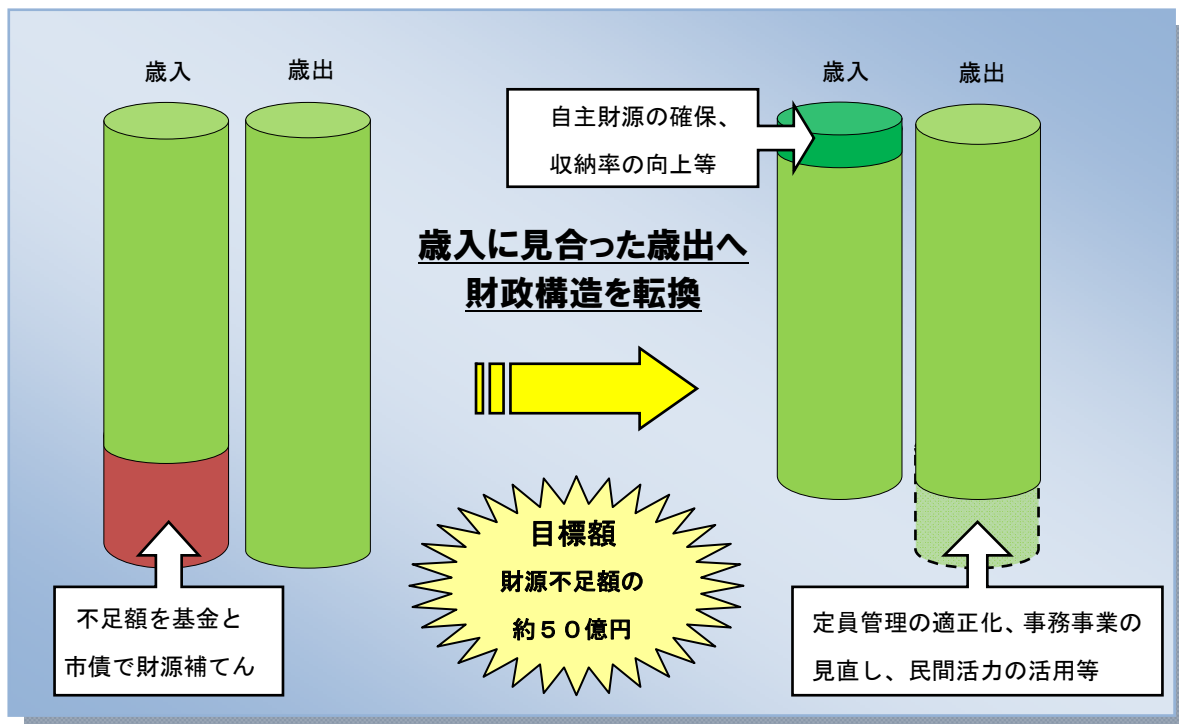 歳入
歳出
不足額を基金と
市債で財源補てん
歳入に見合った歳出へ
財政構造を転換
目標額
財源不足額の
約５０億円
歳入
歳出
自主財源の確保、
収納率の向上等
定員管理の適正化、事務事業の
見直し、民間活力の活用等